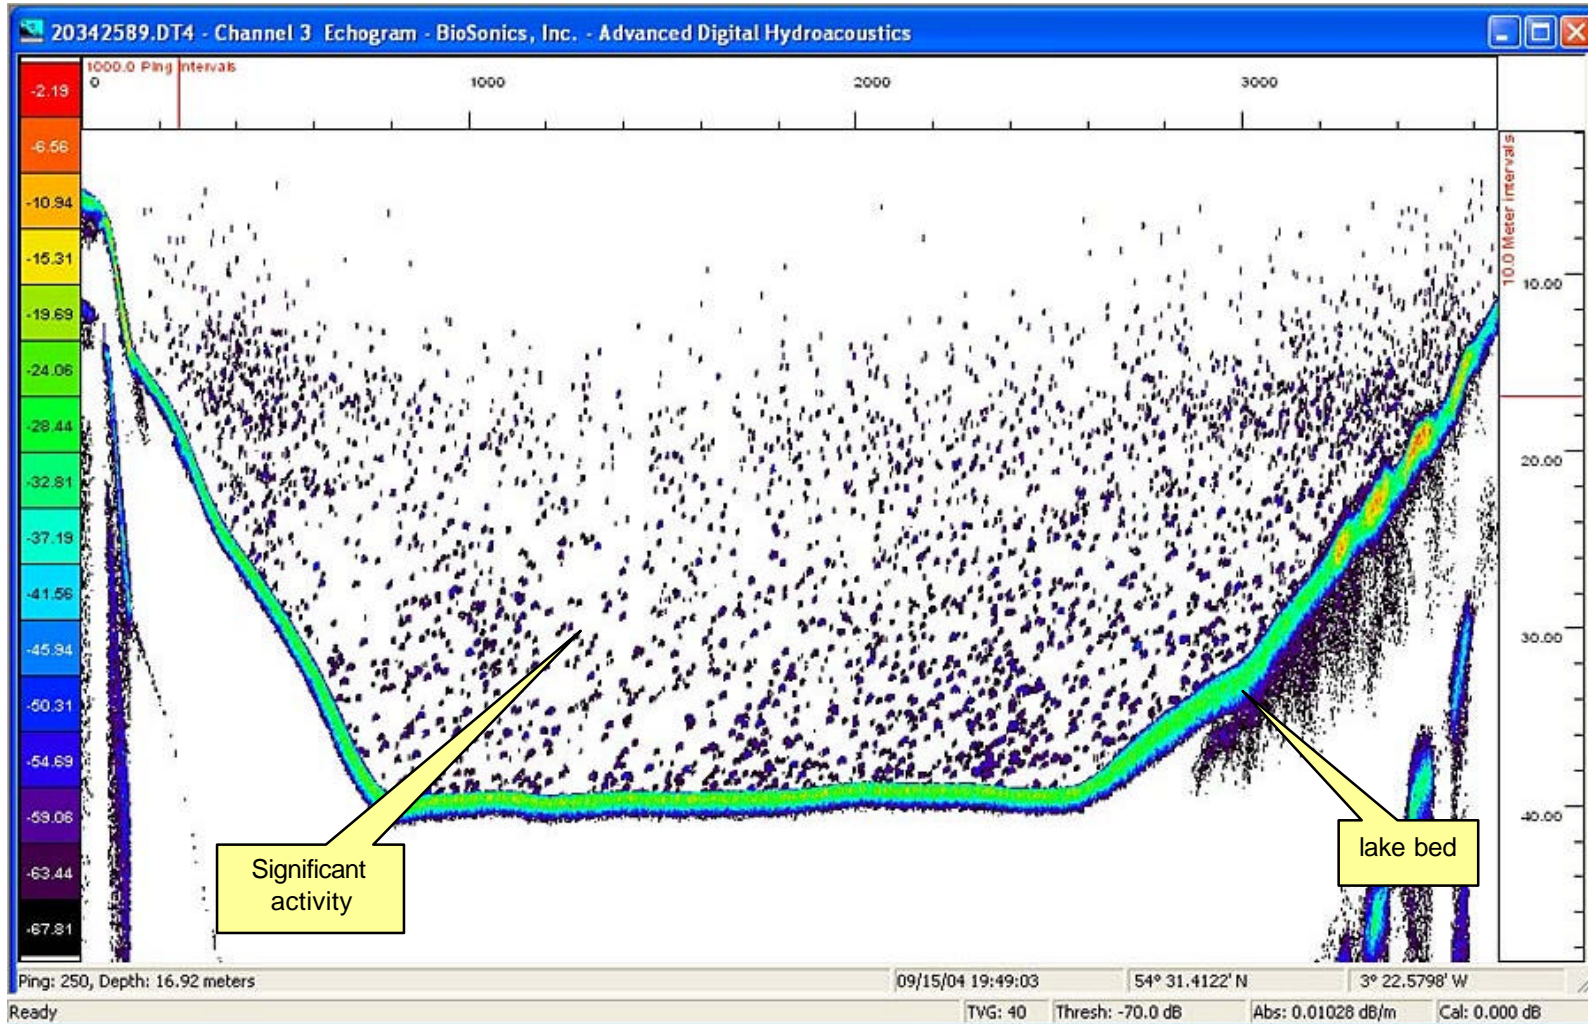 20342589.DT4 - Channel 3 Echogram - BioSonics, Inc. - Advanced Digital Hydroacoustics
1000.0 Ping Intervals
0 1000 2000 3000
-2.19
-6.56
-10.94
-15.31
-19.69
-24.06
-28.44
-32.81
-37.19
-41.56
-45.94
-50.31
-54.69
-59.06
-63.44
-67.81
10.0 Meter intervals
10.00
20.00
30.00
40.00
Significant
activity
lake bed
Ping: 250, Depth: 16.92 meters 09/15/04 19:49:03 54° 31.4122' N 3° 22.5798' W
Ready TVG: 40 Thresh: -70.0 dB Abs: 0.01028 dB/m Cal: 0.000 dB